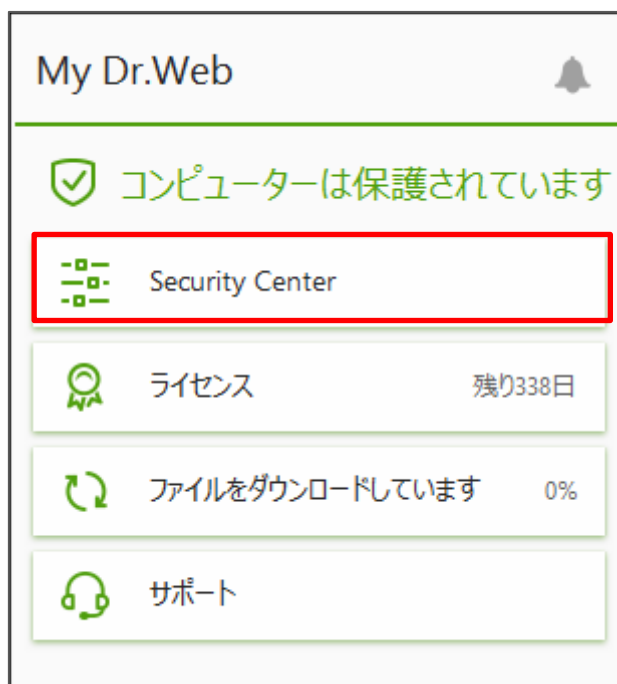 My Dr.Web
コンピューターは保護されています
Security Center
ライセンス 残り338日
ファイルをダウンロードしています 0%
サポート